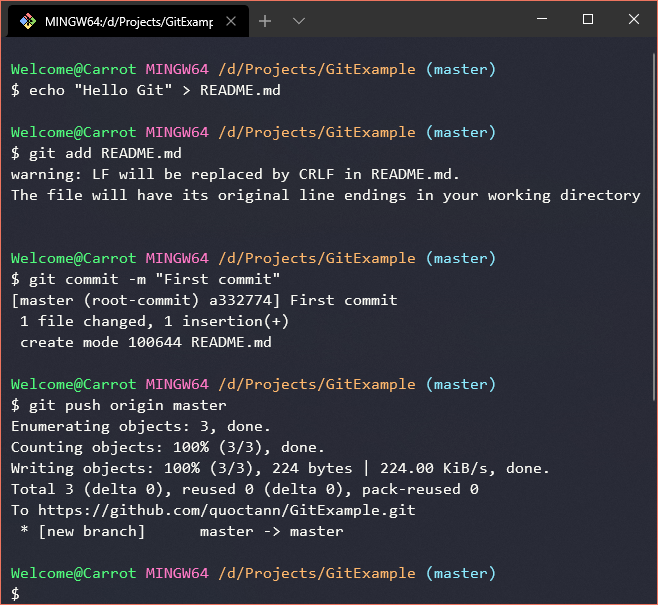 MINGW64:/d/Projects/GitExamp
Welcome@Carrot MINGW64 /d/Projects/GitExample (master)
$ echo "Hello Git" > README.md
Welcome@Carrot MINGW64 /d/Projects/GitExample (master)
$ git add README.md
warning: LF will be replaced by CRLF in README.md.
The file will have its original line endings in your working directory
Welcome@Carrot MINGW64 /d/Projects/GitExample (master)
$ git commit -m "First commit"
[master (root-commit) a332774] First commit
 1 file changed, 1 insertion(+)
 create mode 100644 README.md
Welcome@Carrot MINGW64 /d/Projects/GitExample (master)
$ git push origin master
Enumerating objects: 3, done.
Counting objects: 100% (3/3), done.
Writing objects: 100% (3/3), 224 bytes | 224.00 KiB/s, done.
Total 3 (delta 0), reused 0 (delta 0), pack-reused 0
To https://github.com/quoctann/GitExample.git
 * [new branch]      master -> master
Welcome@Carrot MINGW64 /d/Projects/GitExample (master)
$